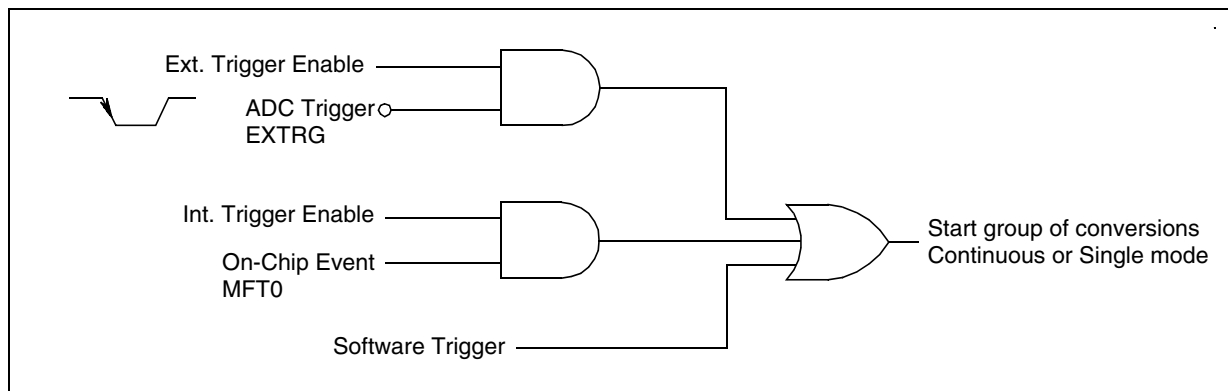 Ext. Trigger Enable
ADC Trigger
EXTRG
Int. Trigger Enable
On-Chip Event
MFT0
Software Trigger
Start group of conversions
Continuous or Single mode